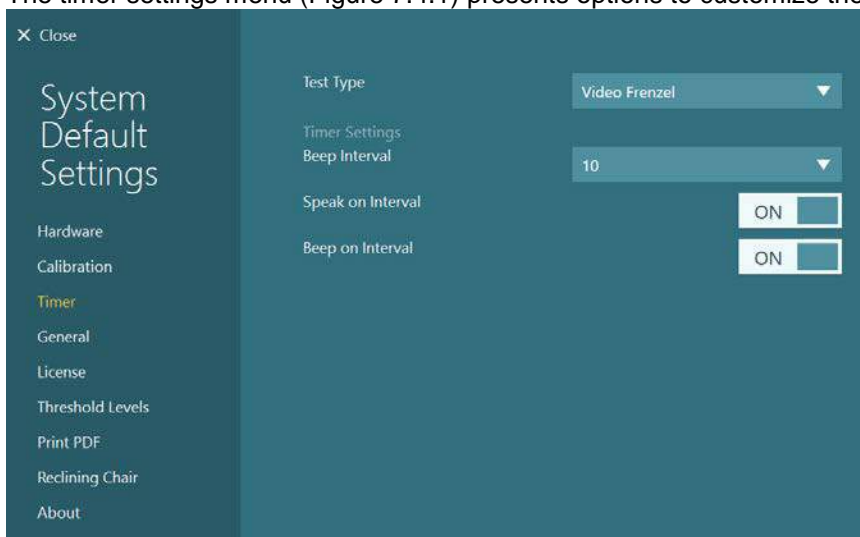 The timer settings menu (Figure 7.4.1) presents options to customize the
X Close
System
Default
Settings
Hardware
Calibration
Timer
General
License
Threshold Levels
Print PDF
Reclining Chair
About
Test Type
Video Frenzel
Timer Settings
Beep Interval
10
Speak on Interval
ON
Beep on Interval
ON